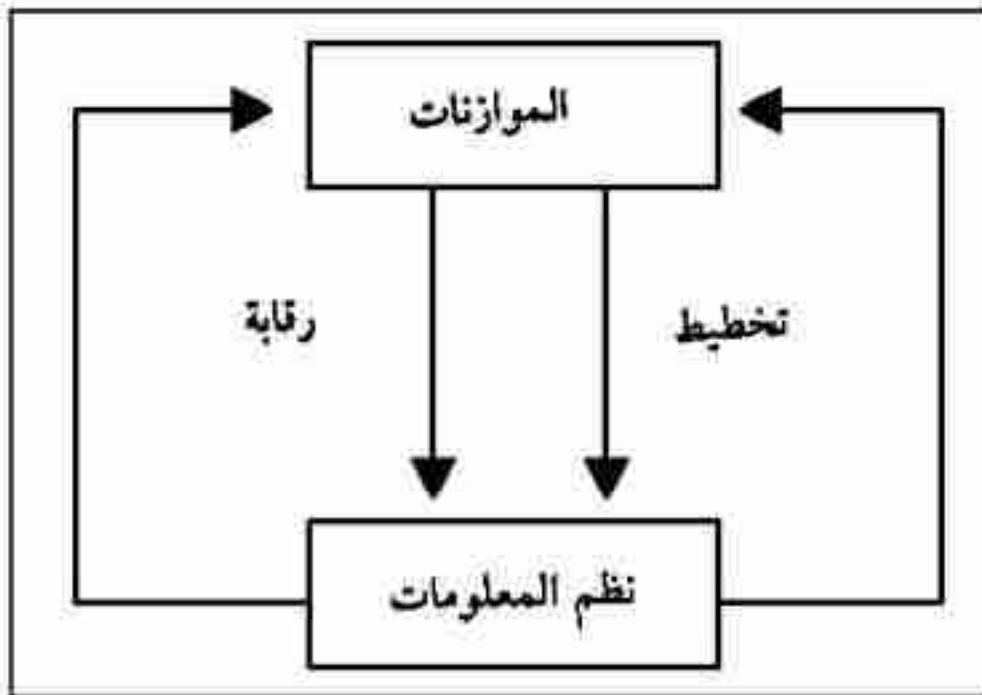 الموازنات
تخطيط
رقابة
نظم المعلومات